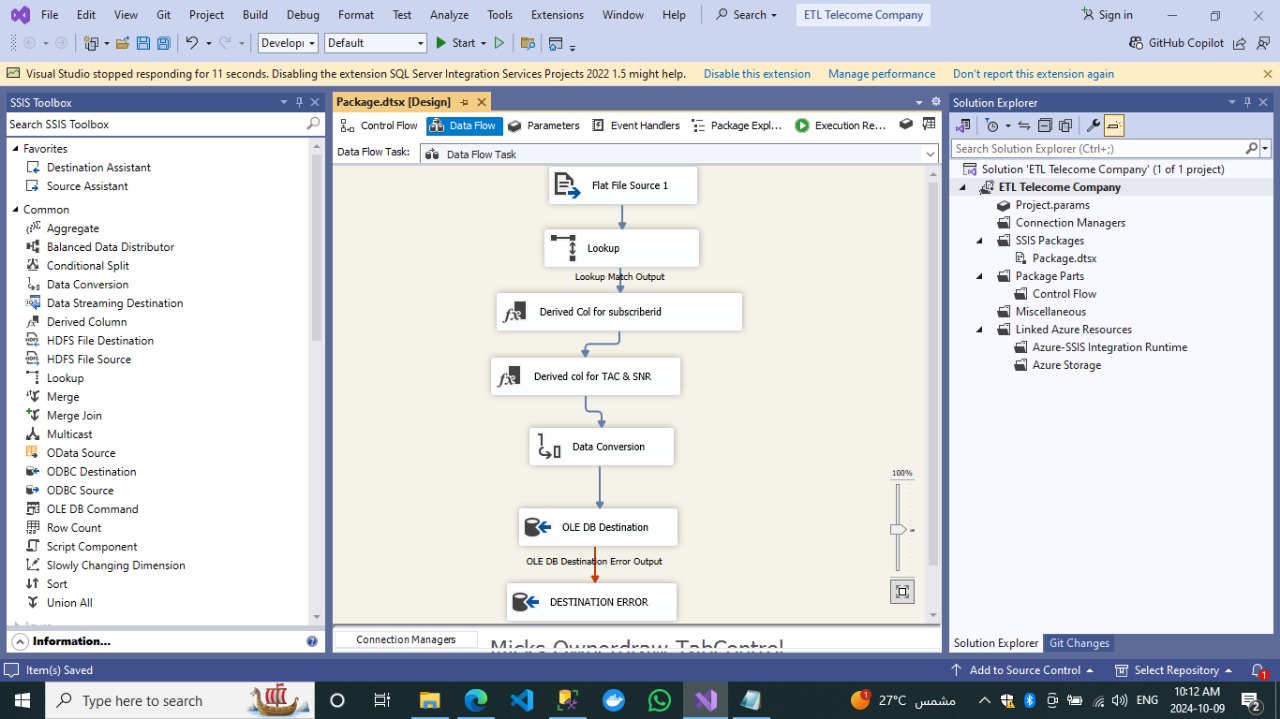 File Edit View Git Project Build Debug Format Test Analyze Tools Extensions Window Help Search ETL Telecome Company Sign in
Developi Default Start GitHub Copilot
Visual Studio stopped responding for 11 seconds. Disabling the extension SQL Server Integration Services Projects 2022 1.5 might help. Disable this extension Manage performance Don't report this extension again
SSIS Toolbox
Search SSIS Toolbox
Favorites
Destination Assistant
Source Assistant
Common
Aggregate
Balanced Data Distributor
Conditional Split
Data Conversion
Data Streaming Destination
Derived Column
HDFS File Destination
HDFS File Source
Lookup
Merge
Merge Join
Multicast
OData Source
ODBC Destination
ODBC Source
OLE DB Command
Row Count
Script Component
Slowly Changing Dimension
Sort
Union All
Information...
Package.dtsx [Design]
Control Flow Data Flow Parameters Event Handlers Package Expl... Execution Re...
Data Flow Task: Data Flow Task
Flat File Source 1
Lookup
Lookup Match Output
Derived Col for subscriberid
Derived col for TAC & SNR
Data Conversion
OLE DB Destination
OLE DB Destination Error Output
DESTINATION ERROR
100%
Connection Managers
Micks Ownerdraw TabControl
Solution Explorer
Search Solution Explorer (Ctrl+;)
Solution 'ETL Telecome Company' (1 of 1 project)
ETL Telecome Company
Project.params
Connection Managers
SSIS Packages
Package.dtsx
Package Parts
Control Flow
Miscellaneous
Linked Azure Resources
Azure-SSIS Integration Runtime
Azure Storage
Solution Explorer Git Changes
Item(s) Saved Add to Source Control Select Repository 1
Type here to search 1 27°C مشمس ENG 10:12 AM
2024-10-09 2